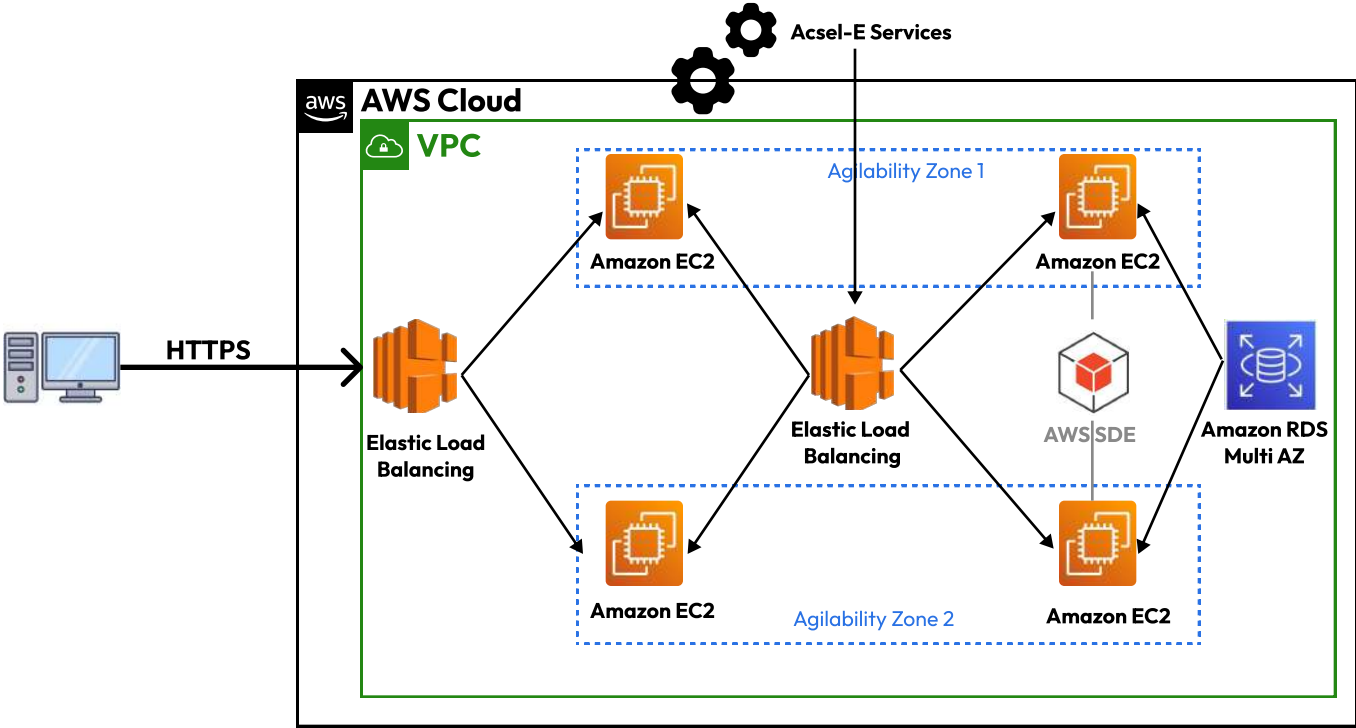 Acsel-E Services
aws
AWS Cloud
VPC
Agilability Zone 1
Amazon EC2
Amazon EC2
HTTPS
Elastic Load
Balancing
Elastic Load
Balancing
AWS SDE
Amazon RDS
Multi AZ
Amazon EC2
Agilability Zone 2
Amazon EC2